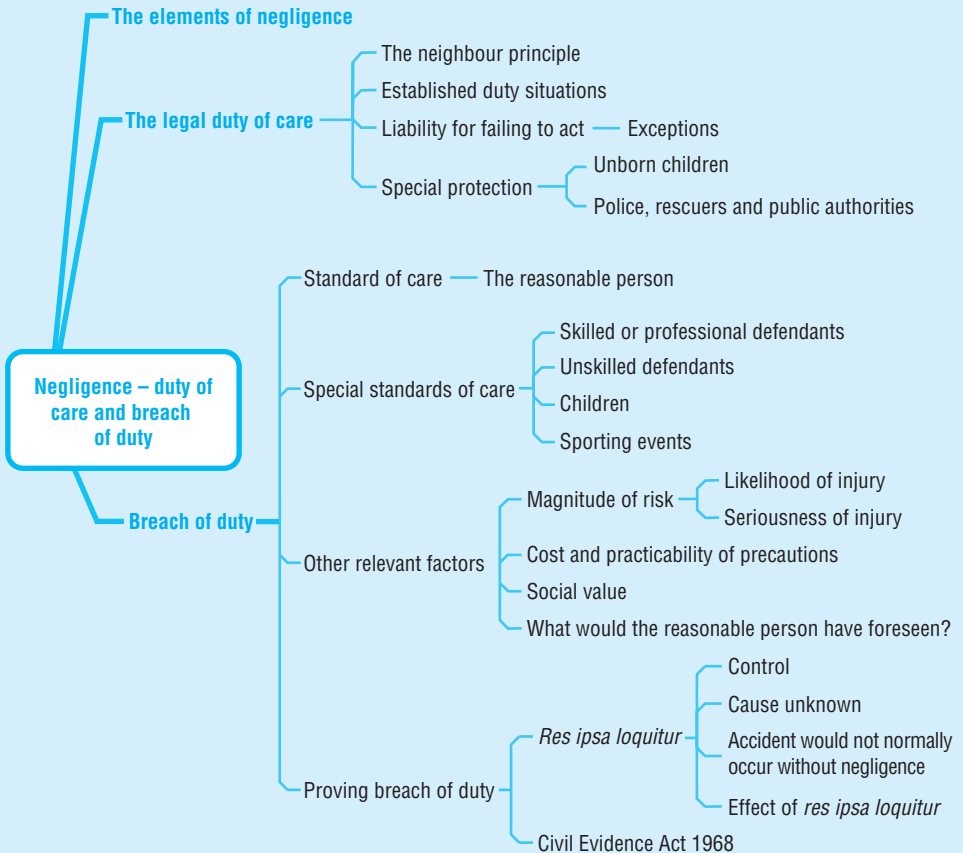 The elements of negligence
The neighbour principle
Established duty situations
The legal duty of care
Liability for failing to act
Exceptions
Special protection
Unborn children
Police, rescuers and public authorities
Negligence – duty of
care and breach
of duty
Breach of duty
Standard of care
The reasonable person
Special standards of care
Skilled or professional defendants
Unskilled defendants
Children
Sporting events
Other relevant factors
Magnitude of risk
Likelihood of injury
Seriousness of injury
Cost and practicability of precautions
Social value
What would the reasonable person have foreseen?
Proving breach of duty
Res ipsa loquitur
Control
Cause unknown
Accident would not normally
occur without negligence
Effect of res ipsa loquitur
Civil Evidence Act 1968